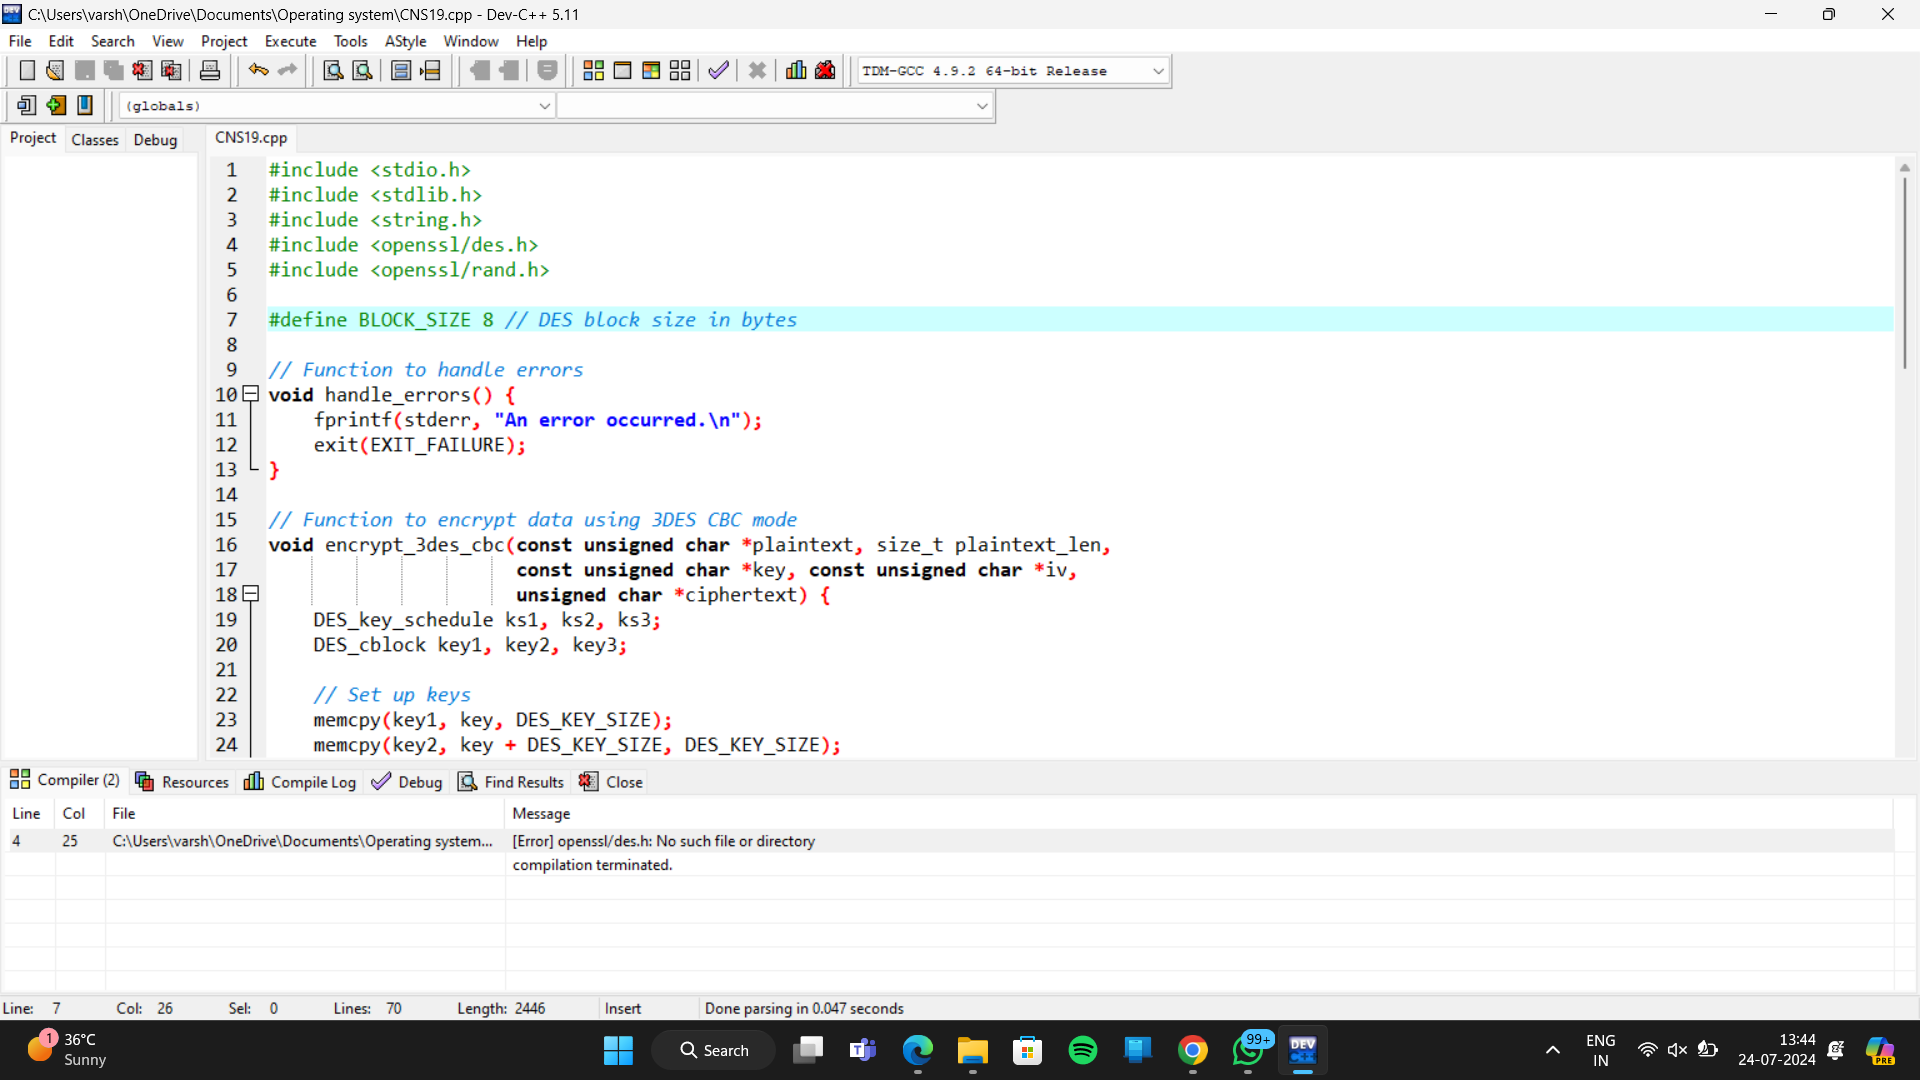 C:\Users\varsh\OneDrive\Documents\Operating system\CNS19.cpp - Dev-C++ 5.11
File Edit Search View Project Execute Tools AStyle Window Help
TDM-GCC 4.9.2 64-bit Release
(globals)
Project Classes Debug
CNS19.cpp
1 #include <stdio.h>
2 #include <stdlib.h>
3 #include <string.h>
4 #include <openssl/des.h>
5 #include <openssl/rand.h>
6
7 #define BLOCK_SIZE 8 // DES block size in bytes
8
9 // Function to handle errors
10 void handle_errors() {
11 fprintf(stderr, "An error occurred.\n");
12 exit(EXIT_FAILURE);
13 }
14
15 // Function to encrypt data using 3DES CBC mode
16 void encrypt_3des_cbc(const unsigned char *plaintext, size_t plaintext_len,
17 const unsigned char *key, const unsigned char *iv,
18 unsigned char *ciphertext) {
19 DES_key_schedule ks1, ks2, ks3;
20 DES_cblock key1, key2, key3;
21
22 // Set up keys
23 memcpy(key1, key, DES_KEY_SIZE);
24 memcpy(key2, key + DES_KEY_SIZE, DES_KEY_SIZE);
Compiler (2) Resources Compile Log Debug Find Results Close
Line Col File Message
4 25 C:\Users\varsh\OneDrive\Documents\Operating system... [Error] openssl/des.h: No such file or directory
compilation terminated.
Line: 7 Col: 26 Sel: 0 Lines: 70 Length: 2446 Insert Done parsing in 0.047 seconds
1
36°C
Sunny
Search
99+
DEV
C++
ENG
IN
13:44
24-07-2024
PRE